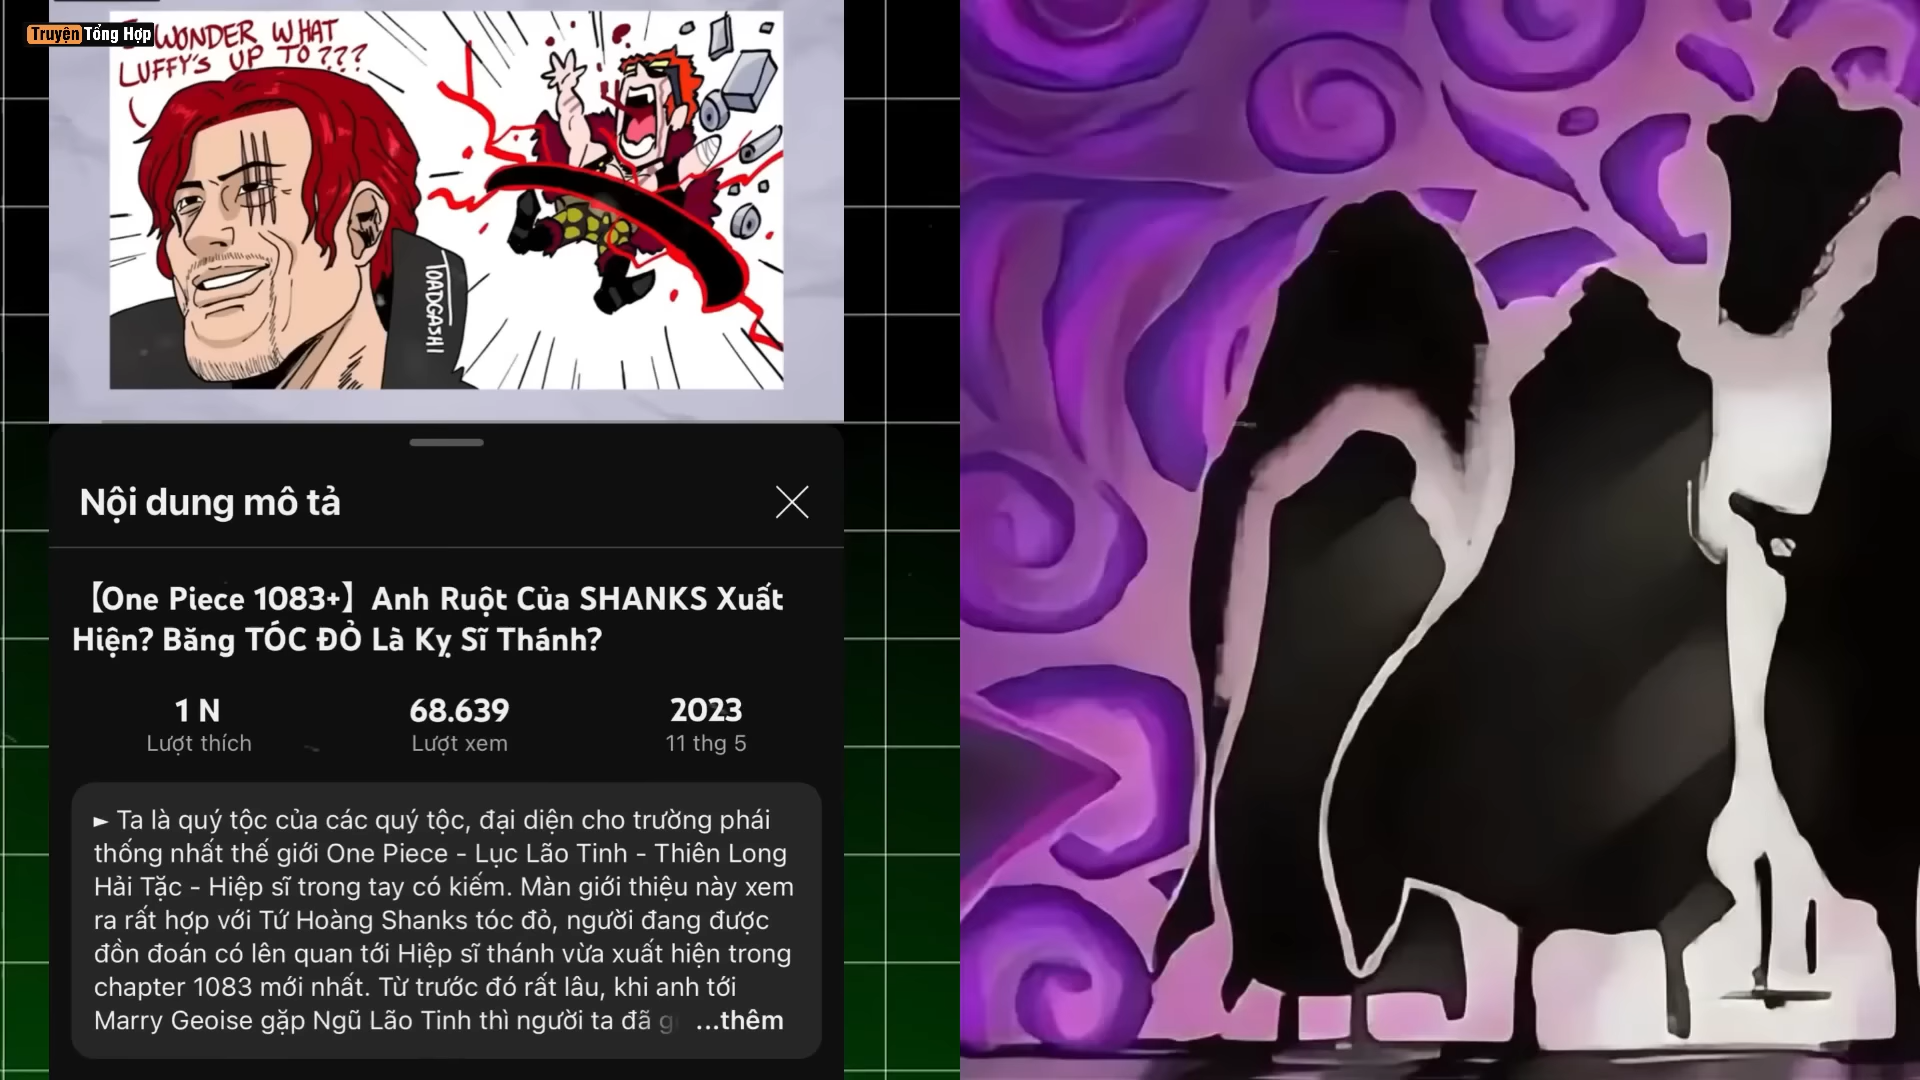 Truyện Tổng Hợp
I WONDER WHAT
LUFFY'S UP TO???
TOADGASHI
Nội dung mô tả
【One Piece 1083+】Anh Ruột Của SHANKS Xuất
Hiện? Băng TÓC ĐỎ Là Kỵ Sĩ Thánh?
1 N
Lượt thích
68.639
Lượt xem
2023
11 thg 5
► Ta là quý tộc của các quý tộc, đại diện cho trường phái
thống nhất thế giới One Piece - Lục Lão Tinh - Thiên Long
Hải Tặc - Hiệp sĩ trong tay có kiếm. Màn giới thiệu này xem
ra rất hợp với Tứ Hoàng Shanks tóc đỏ, người đang được
đồn đoán có lên quan tới Hiệp sĩ thánh vừa xuất hiện trong
chapter 1083 mới nhất. Từ trước đó rất lâu, khi anh tới
Marry Geoise gặp Ngũ Lão Tinh thì người ta đã g ...thêm